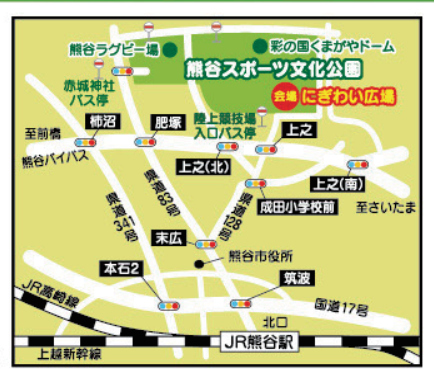 熊谷ラグビー場
彩の国くまがやドーム
熊谷スポーツ文化公園
赤城神社
バス停
会場 にぎわい広場
陸上競技場
入口バス停
至前橋
柿沼
肥塚
上之
熊谷バイパス
上之(北)
上之(南)
県道341号
県道83号
県道128号
成田小学校前
至さいたま
末広
熊谷市役所
本石2
筑波
JR高崎線
国道17号
北口
JR熊谷駅
上越新幹線